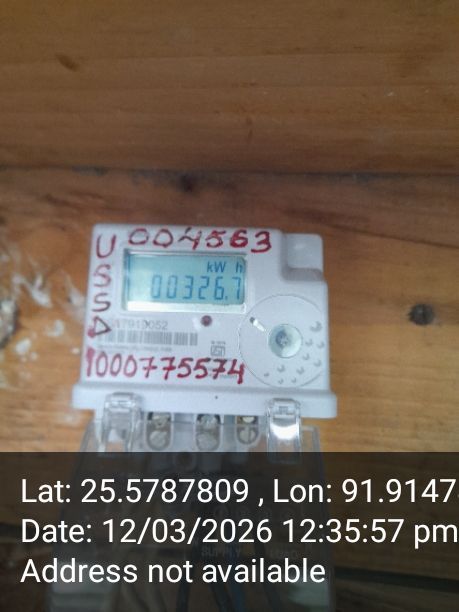 U 004563
S
S
D
kW h
00326.7
1000775574
SUPPLY
Lat: 25.5787809 , Lon: 91.9147
Date: 12/03/2026 12:35:57 pm
Address not available